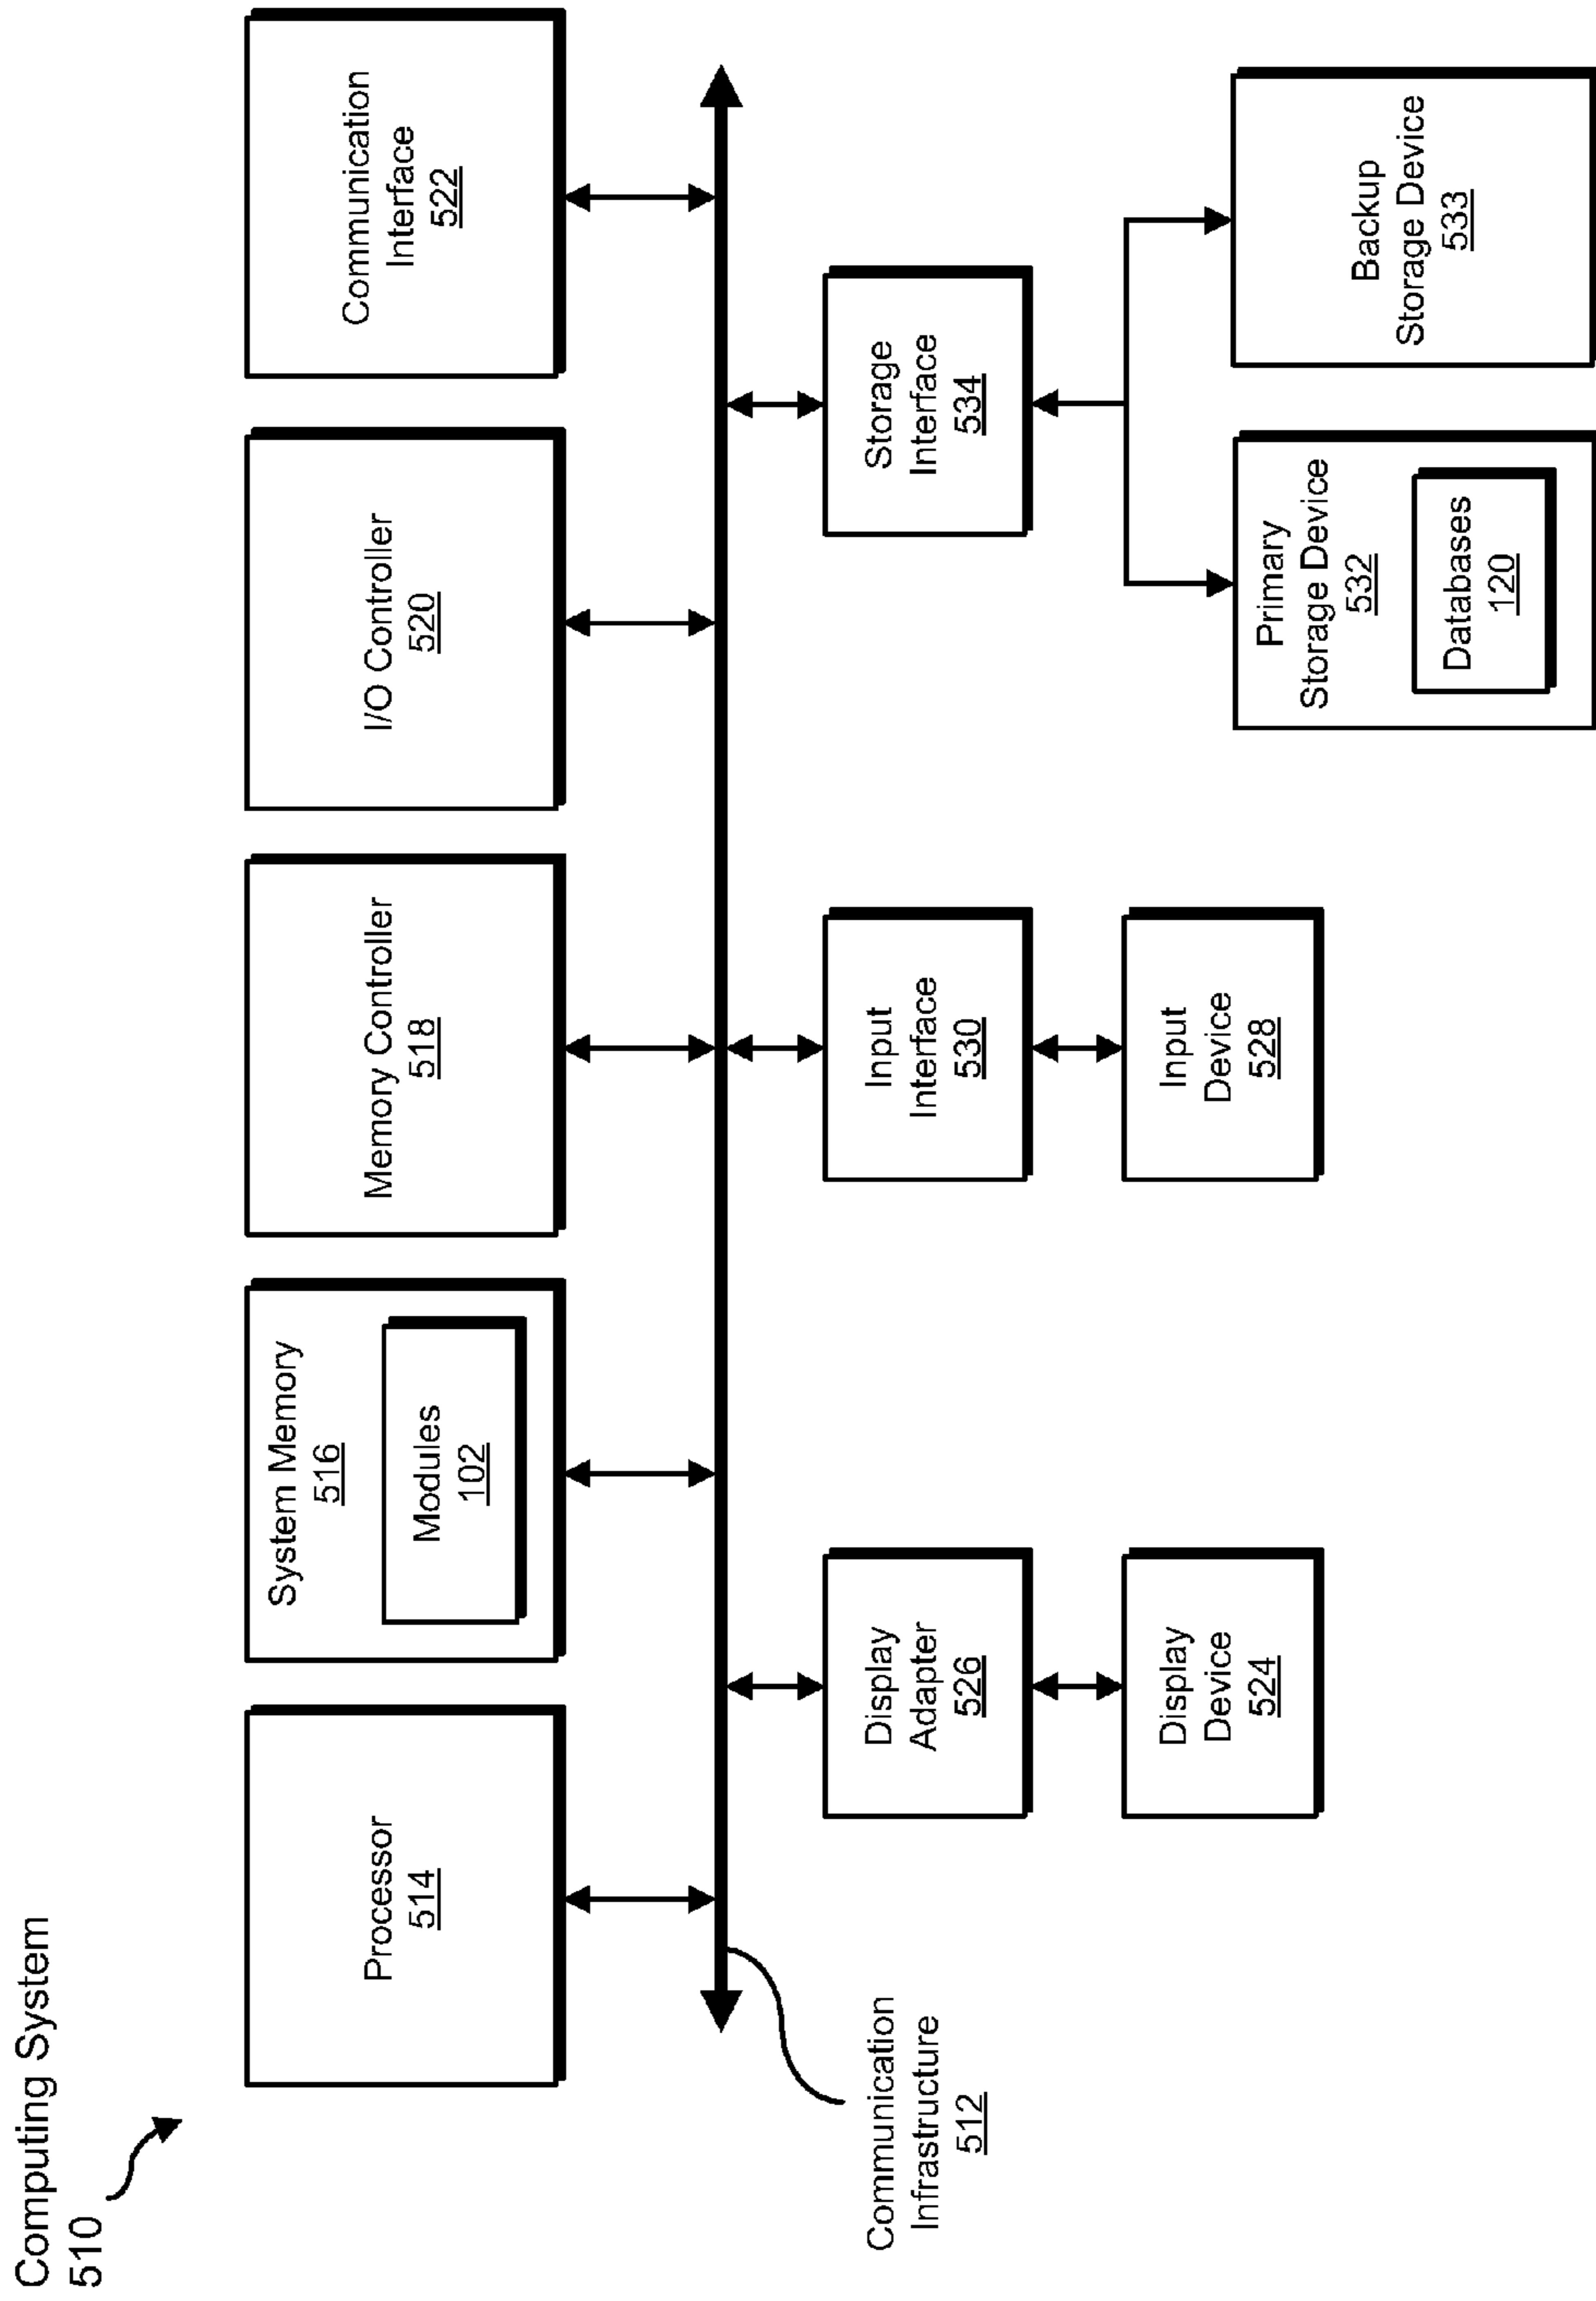 Computing System
510
Processor
514
System Memory
516
Modules
102
Memory Controller
518
I/O Controller
520
Communication
Interface
522
Communication
Infrastructure
512
Display
Adapter
526
Input
Interface
530
Storage
Interface
534
Display
Device
524
Input
Device
528
Primary
Storage Device
532
Databases
120
Backup
Storage Device
533